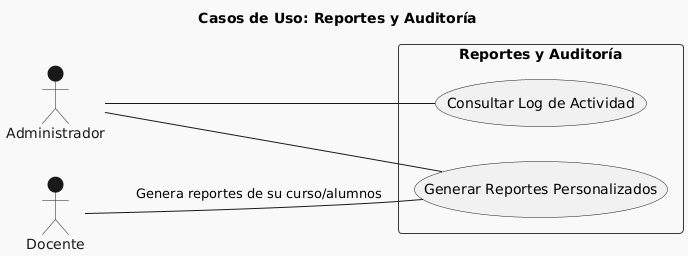 Casos de Uso: Reportes y Auditoría
Reportes y Auditoría
Consultar Log de Actividad
Administrador
Genera reportes de su curso/alumnos
Generar Reportes Personalizados
Docente